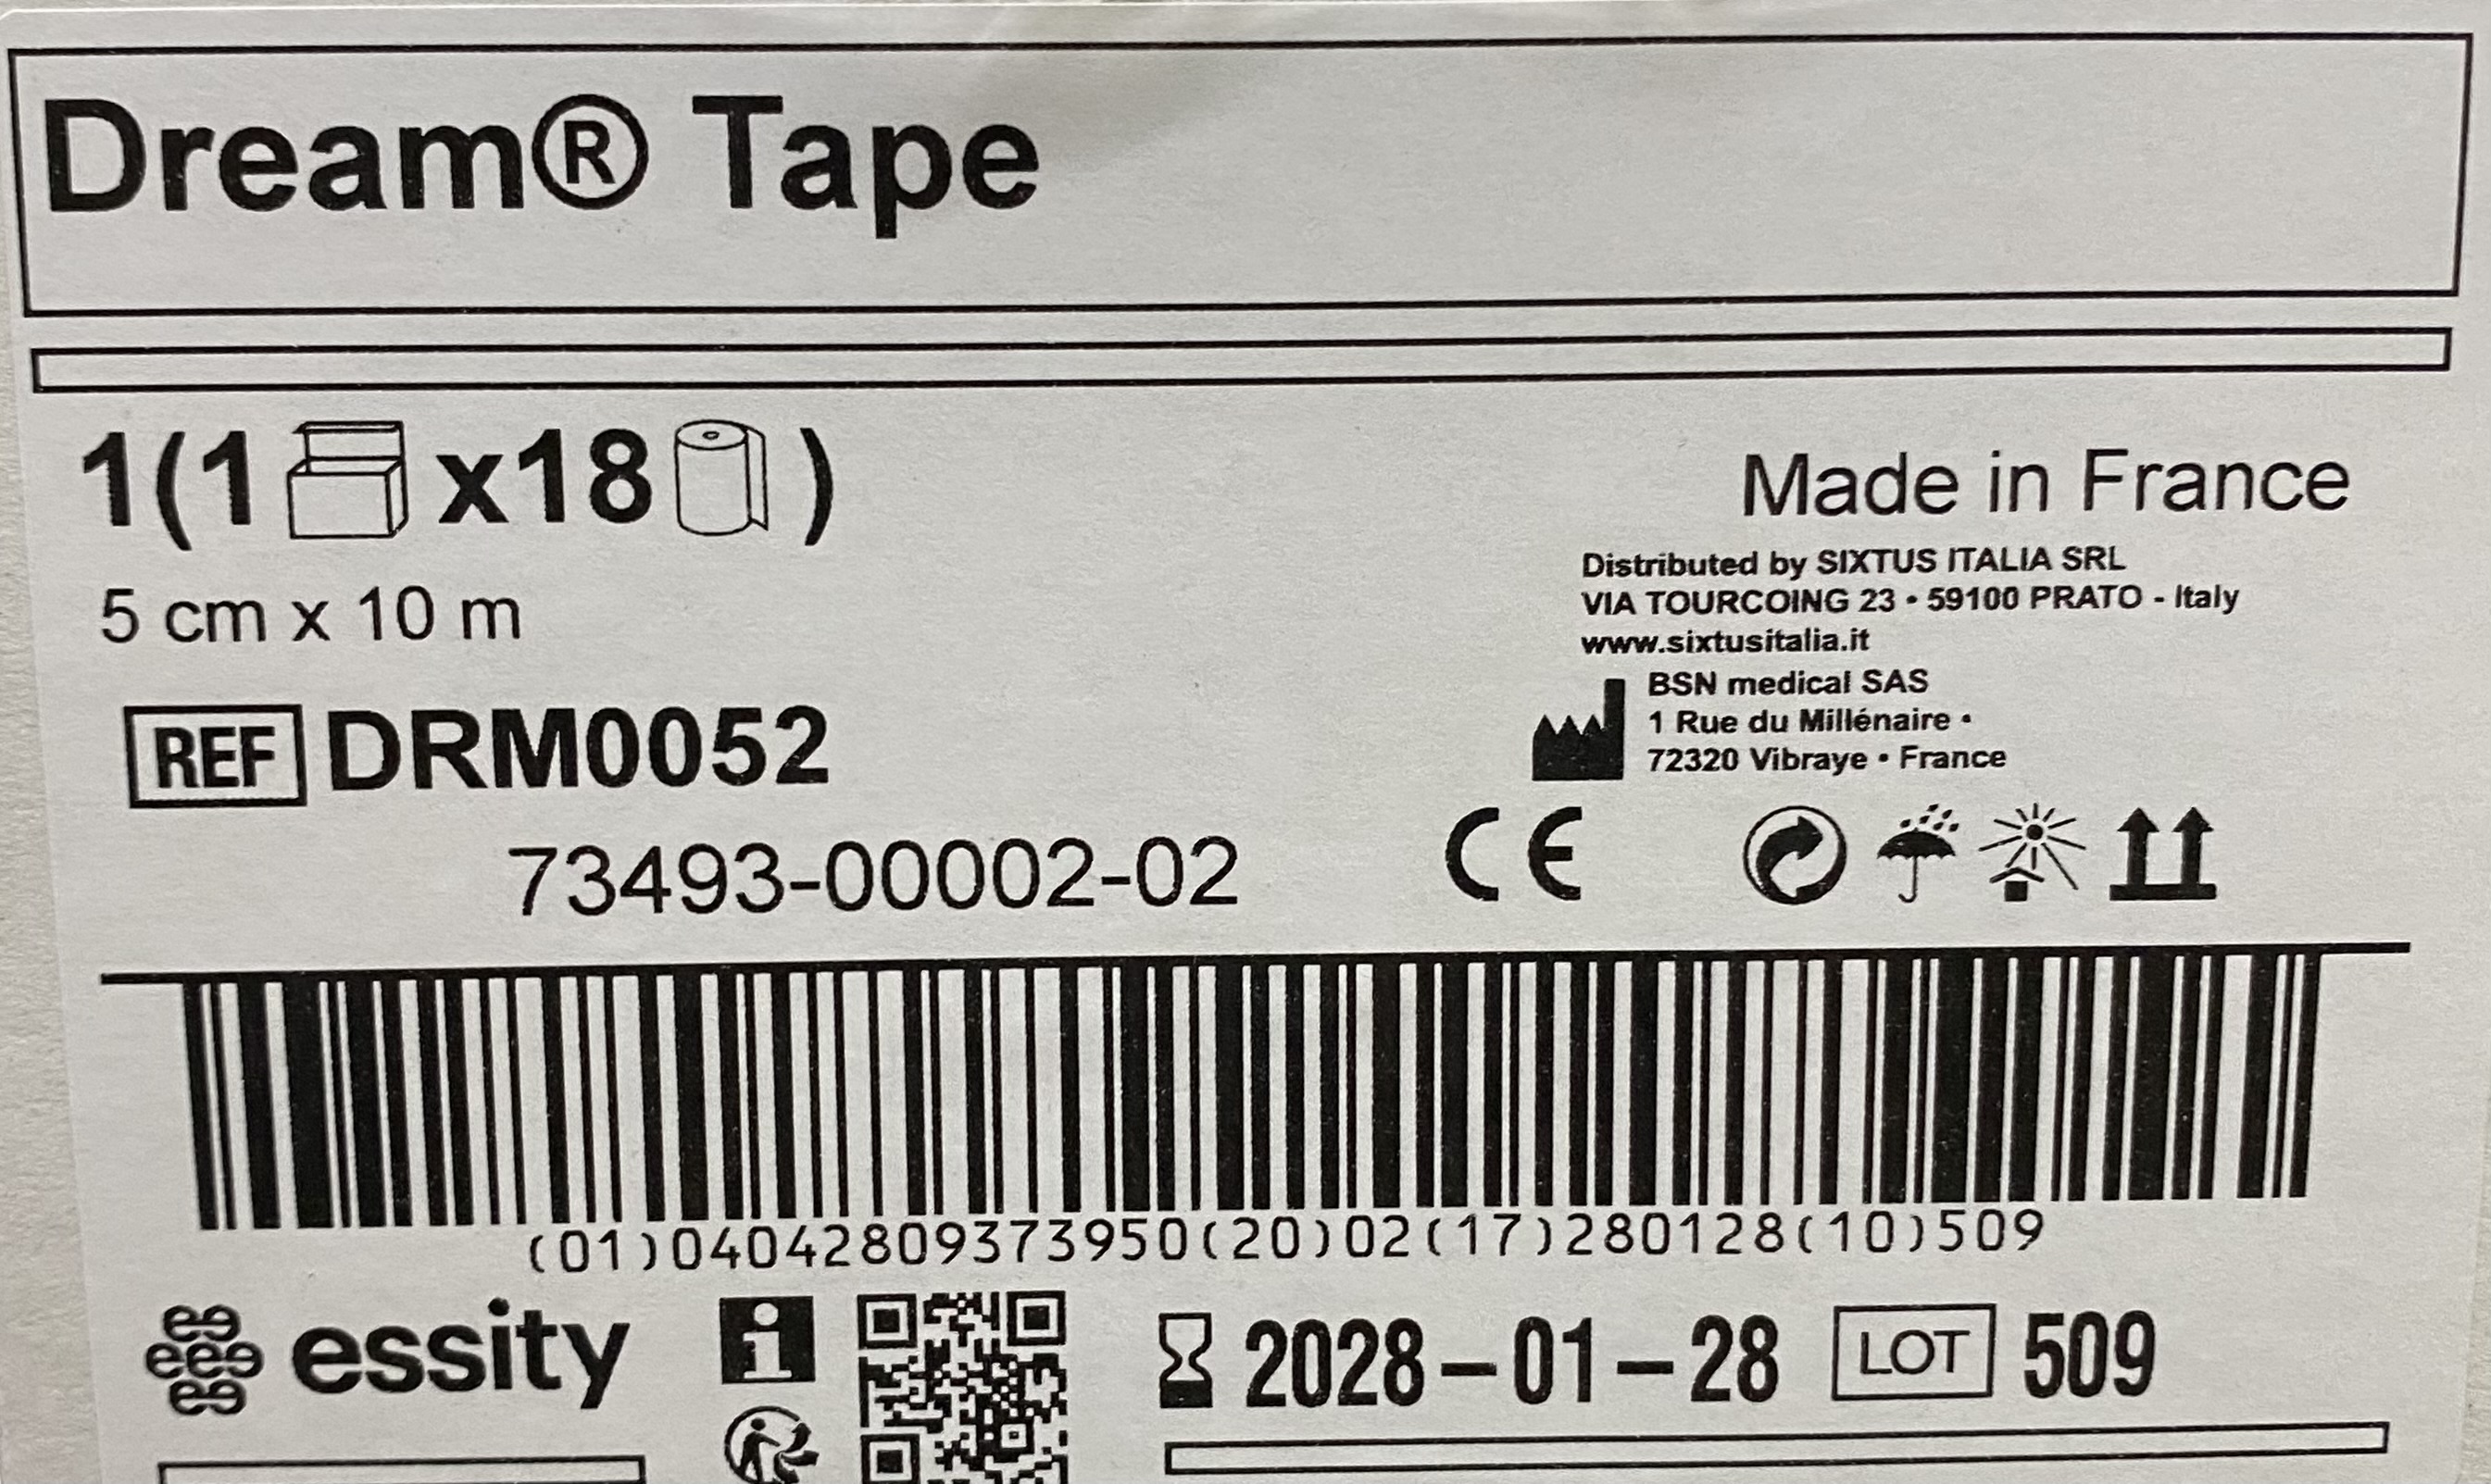 Dream® Tape
1(1 x18 )
5 cm x 10 m
Made in France
Distributed by SIXTUS ITALIA SRL
VIA TOURCOING 23 • 59100 PRATO - Italy
www.sixtusitalia.it
BSN medical SAS
1 Rue du Millénaire •
72320 Vibraye • France
REF DRM0052
73493-00002-02
CE
(01)04042809373950(20)02(17)280128(10)509
essity
i
2028-01-28 LOT 509